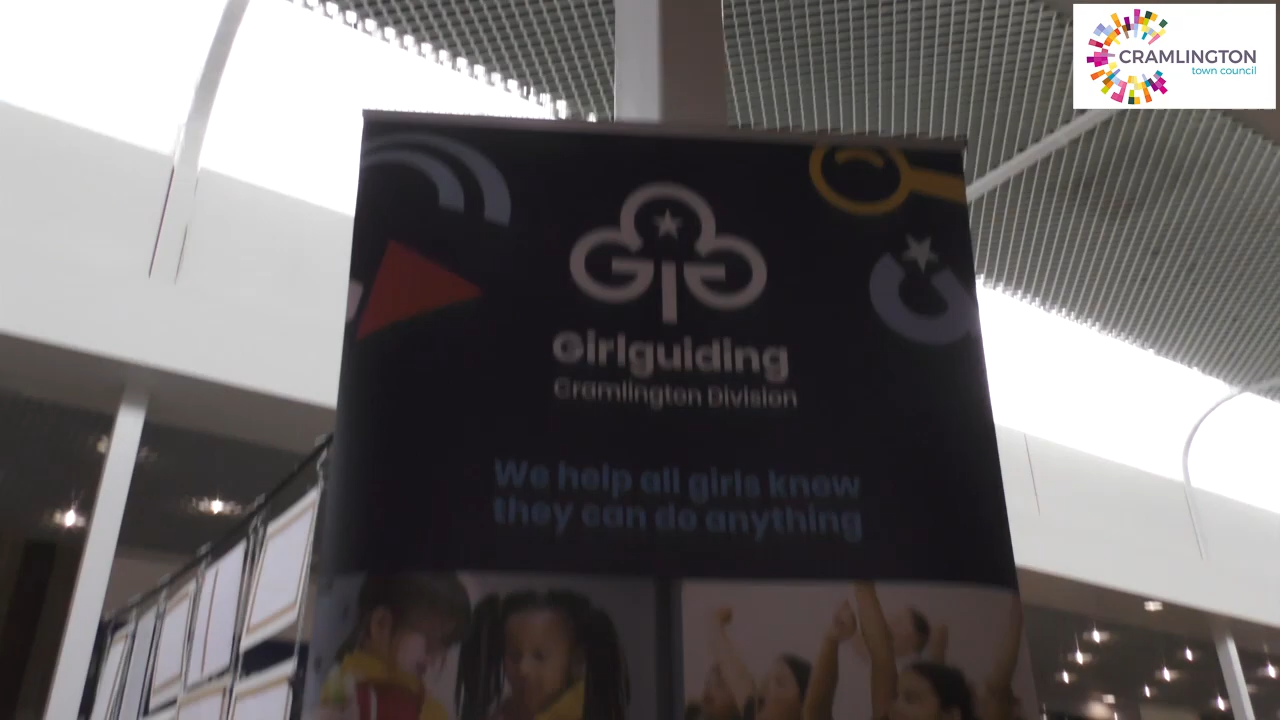 CRAMLINGTON
town council
Girlguiding
Cramlington Division
We help all girls know
they can do anything